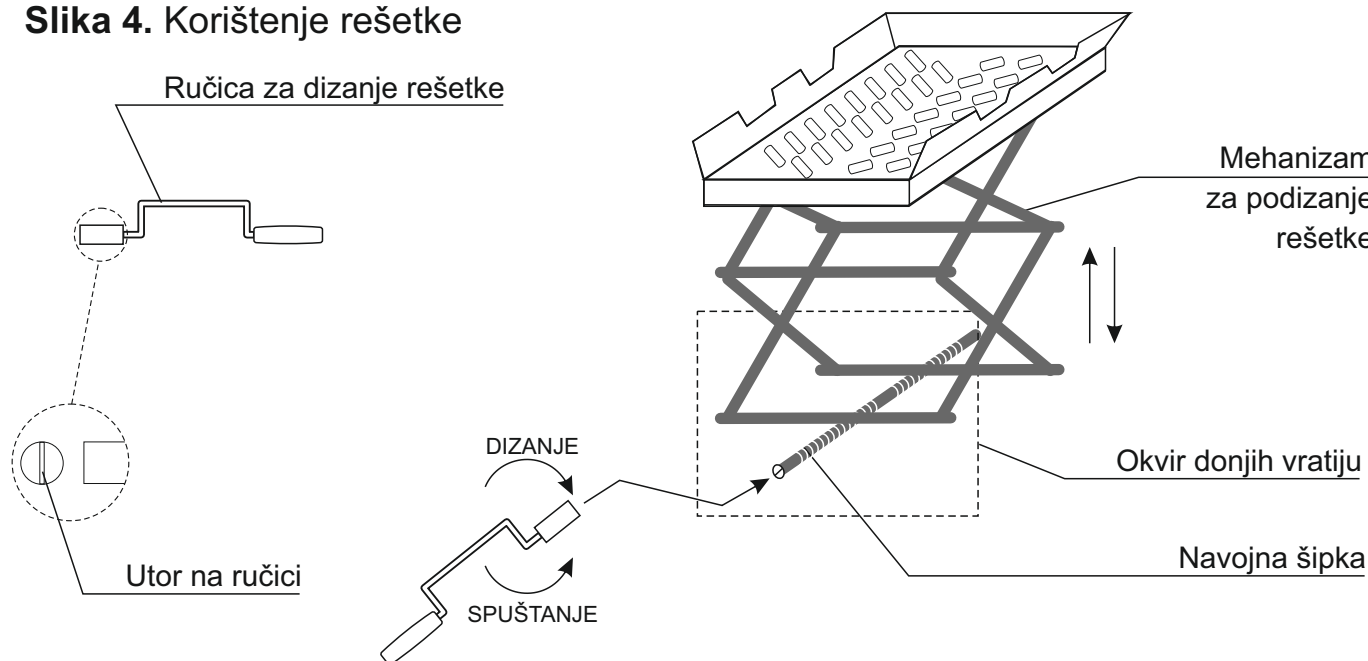 Slika 4. Korištenje rešetke
Ručica za dizanje rešetke
Mehanizam
za podizanje
rešetke
DIZANJE
Okvir donjih vratiju
Navojna šipka
Utor na ručici
SPUŠTANJE